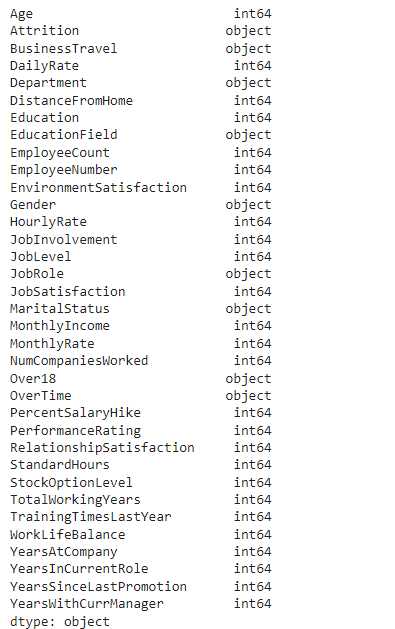 Age int64
Attrition object
BusinessTravel object
DailyRate int64
Department object
DistanceFromHome int64
Education int64
EducationField object
EmployeeCount int64
EmployeeNumber int64
EnvironmentSatisfaction int64
Gender object
HourlyRate int64
JobInvolvement int64
JobLevel int64
JobRole object
JobSatisfaction int64
MaritalStatus object
MonthlyIncome int64
MonthlyRate int64
NumCompaniesWorked int64
Over18 object
OverTime object
PercentSalaryHike int64
PerformanceRating int64
RelationshipSatisfaction int64
StandardHours int64
StockOptionLevel int64
TotalWorkingYears int64
TrainingTimesLastYear int64
WorkLifeBalance int64
YearsAtCompany int64
YearsInCurrentRole int64
YearsSinceLastPromotion int64
YearsWithCurrManager int64
dtype: object